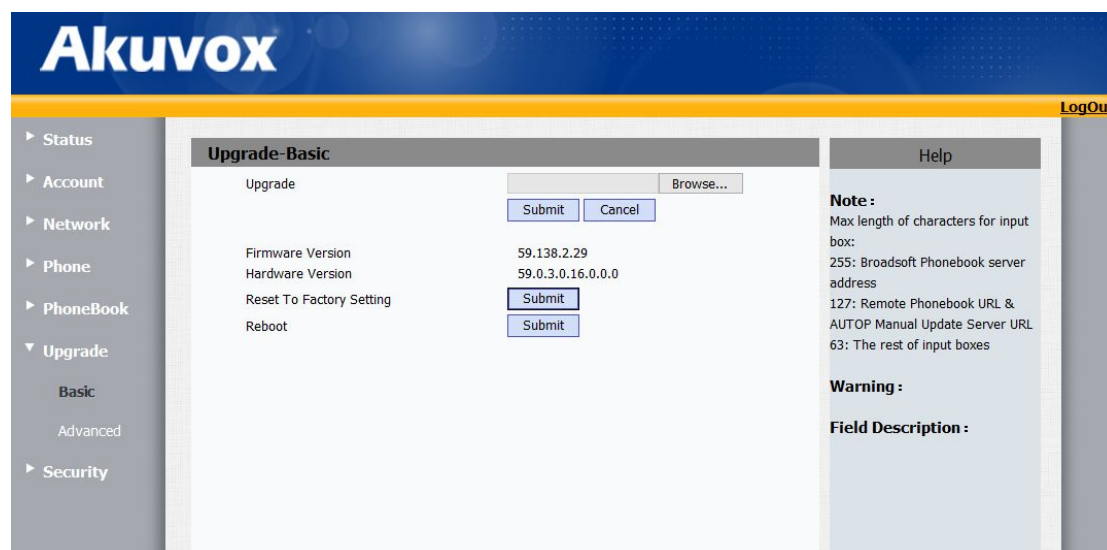 Akuvox
LogOu
Status
Account
Network
Phone
PhoneBook
Upgrade
Basic
Advanced
Security
Upgrade-Basic
Upgrade Browse...
Submit Cancel
Firmware Version 59.138.2.29
Hardware Version 59.0.3.0.16.0.0.0
Reset To Factory Setting Submit
Reboot Submit
Help
Note :
Max length of characters for input
box:
255: Broadsoft Phonebook server
address
127: Remote Phonebook URL &
AUTOP Manual Update Server URL
63: The rest of input boxes
Warning :
Field Description :